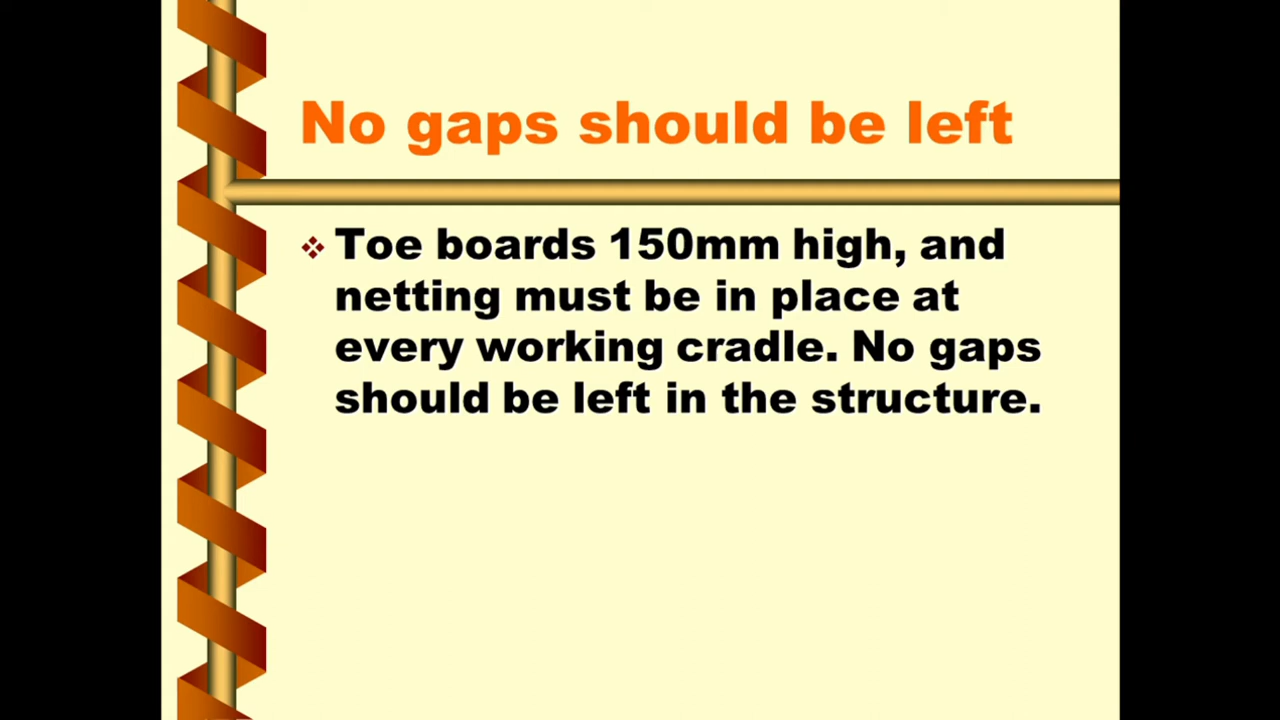 No gaps should be left
Toe boards 150mm high, and
netting must be in place at
every working cradle. No gaps
should be left in the structure.